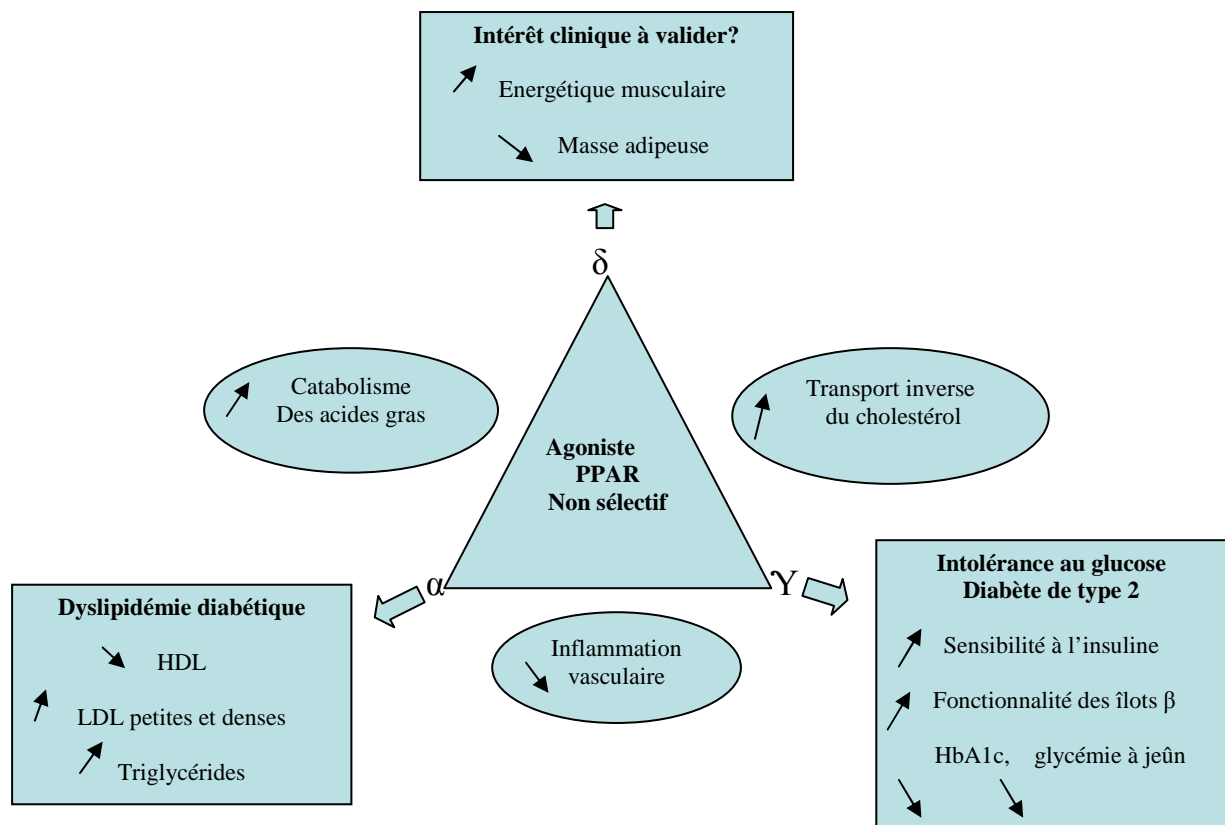 Intérêt clinique à valider?
Energétique musculaire
Masse adipeuse
δ
Catabolisme
Des acides gras
Transport inverse
du cholestérol
Agoniste
PPAR
Non sélectif
α
ϒ
Dyslipidémie diabétique
HDL
LDL petites et denses
Triglycérides
Inflammation
vasculaire
Intolérance au glucose
Diabète de type 2
Sensibilité à l’insuline
Fonctionnalité des îlots β
HbA1c, glycémie à jeûn